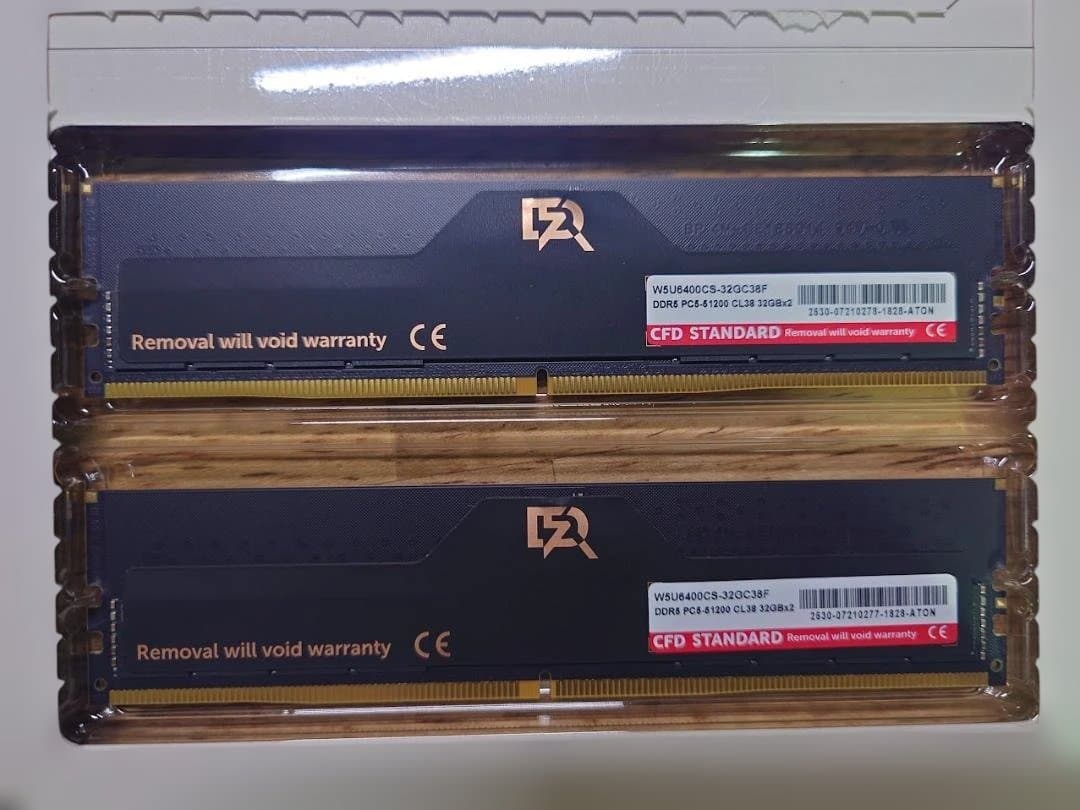 Removal will void warranty CE
W5U6400CS-32GC38F
DDR5 PC5-51200 CL38 32GBx2
2530-07210278-1828-ATON
CFD STANDARD Removal will void warranty CE
Removal will void warranty CE
W5U6400CS-32GC38F
DDR5 PC5-51200 CL38 32GBx2
2530-07210277-1828-ATON
CFD STANDARD Removal will void warranty CE